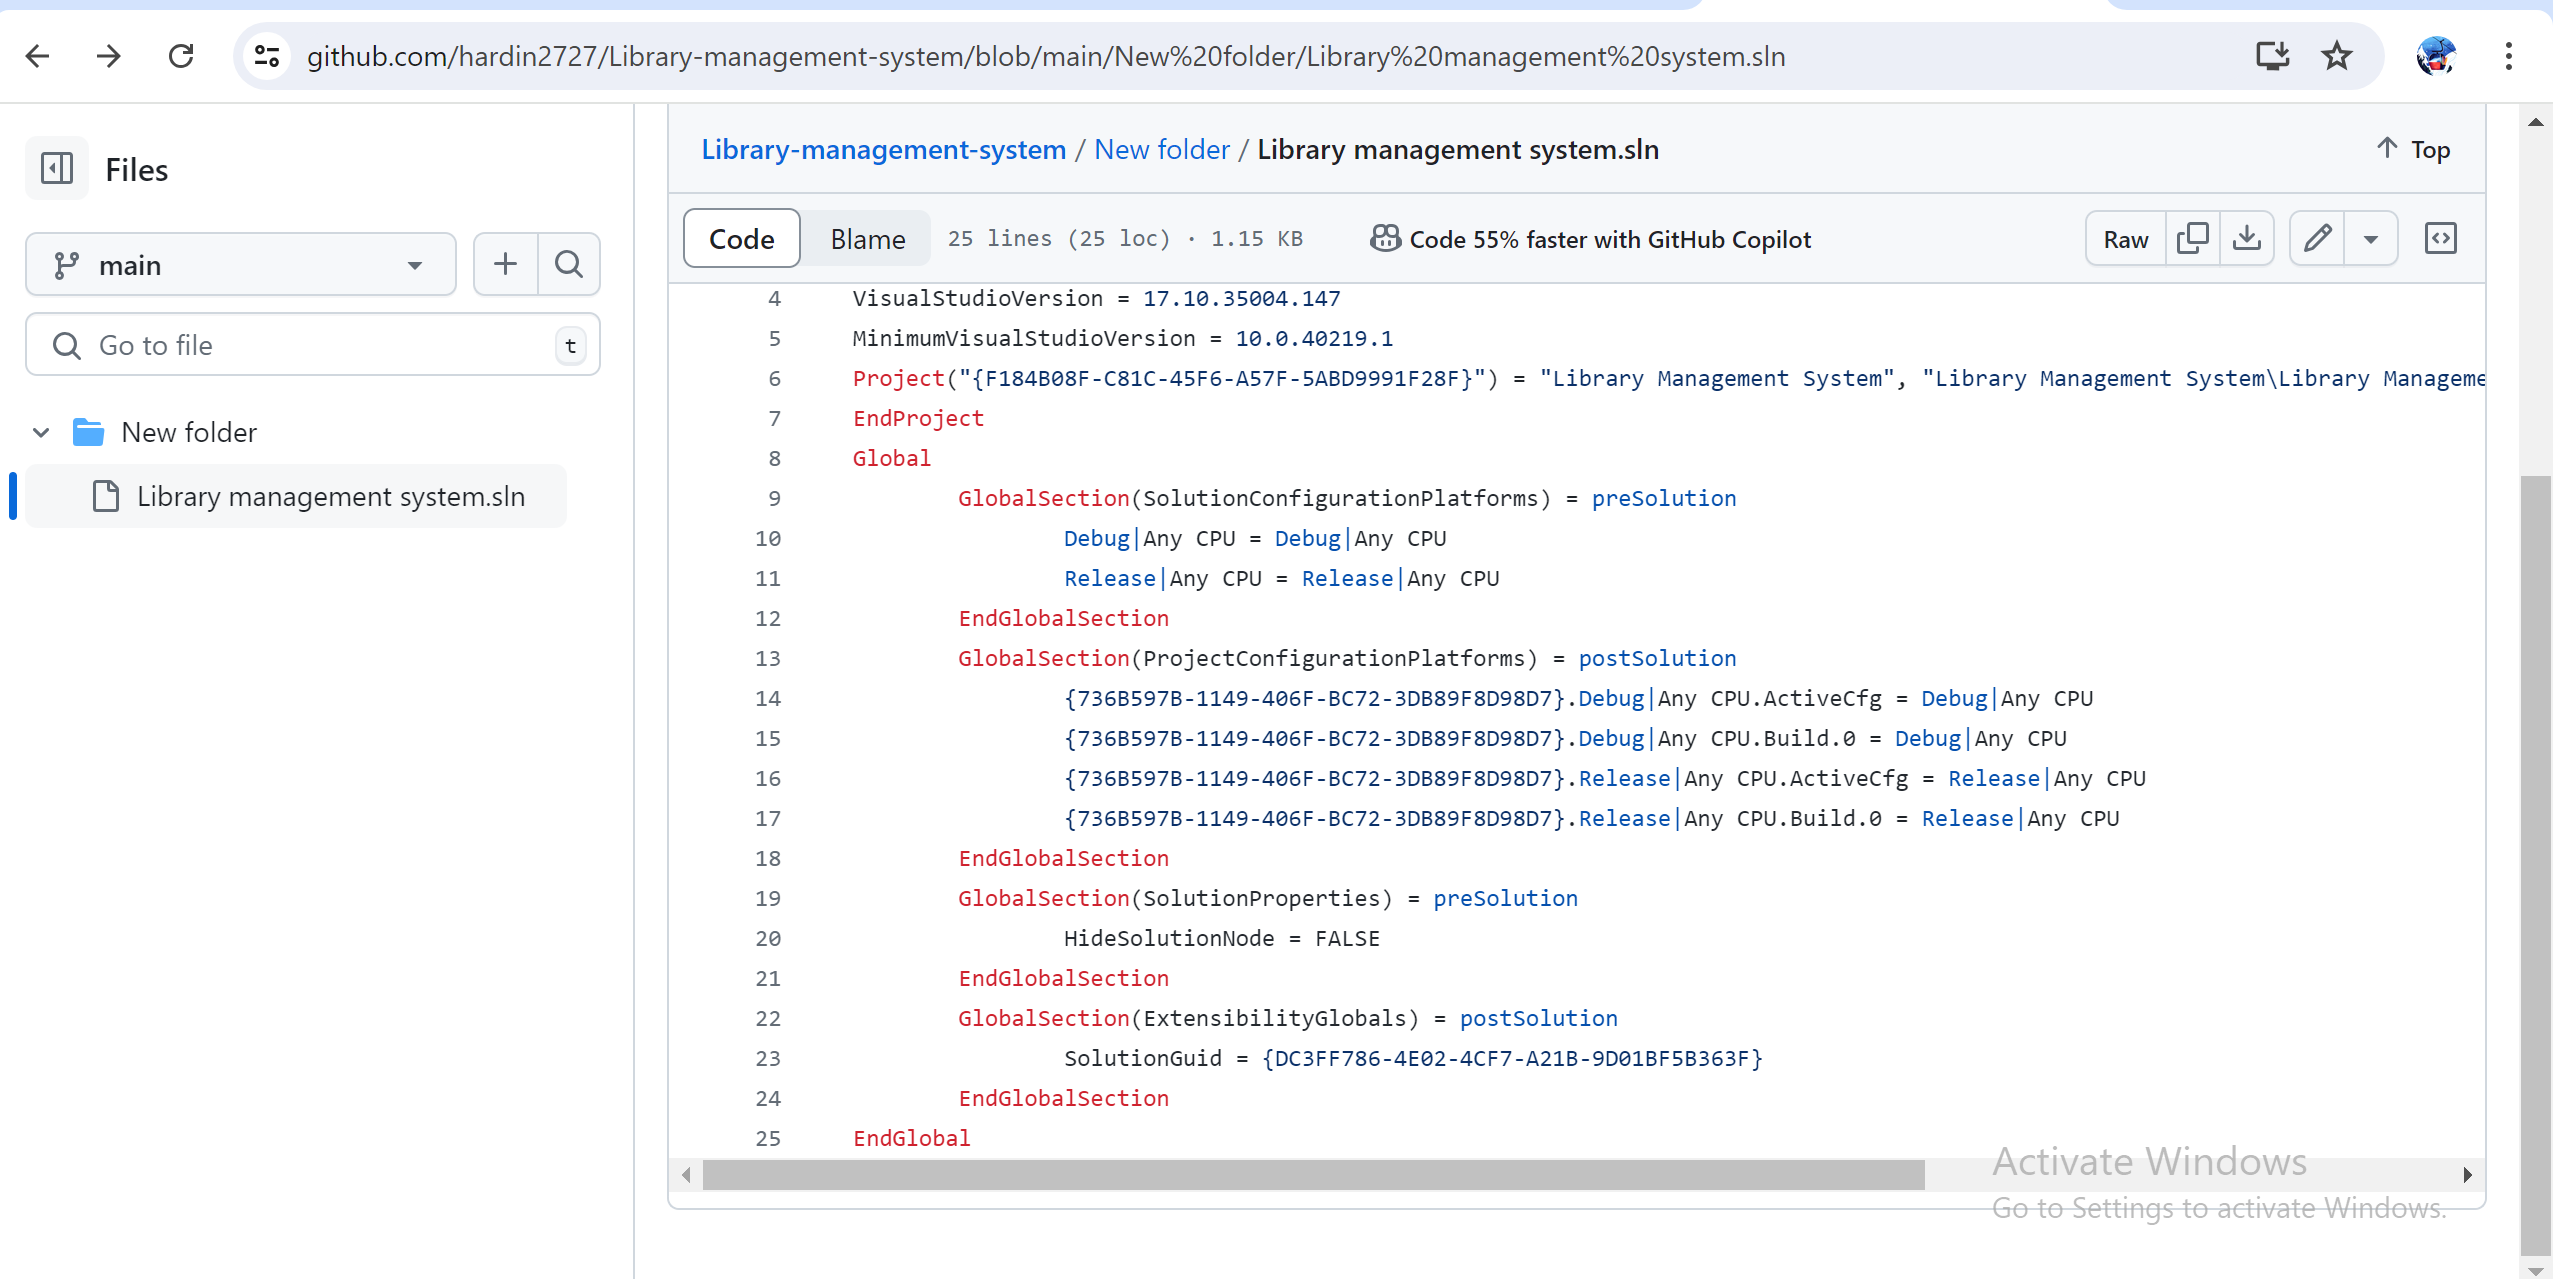 github.com/hardin2727/Library-management-system/blob/main/New%20folder/Library%20management%20system.sln
Files
main
Go to file
t
New folder
Library management system.sln
Library-management-system / New folder / Library management system.sln
Top
Code
Blame
25 lines (25 loc) · 1.15 KB
Code 55% faster with GitHub Copilot
Raw
4 VisualStudioVersion = 17.10.35004.147
5 MinimumVisualStudioVersion = 10.0.40219.1
6 Project("{F184B08F-C81C-45F6-A57F-5ABD9991F28F}") = "Library Management System", "Library Management System\Library Manageme
7 EndProject
8 Global
9 GlobalSection(SolutionConfigurationPlatforms) = preSolution
10 Debug|Any CPU = Debug|Any CPU
11 Release|Any CPU = Release|Any CPU
12 EndGlobalSection
13 GlobalSection(ProjectConfigurationPlatforms) = postSolution
14 {736B597B-1149-406F-BC72-3DB89F8D98D7}.Debug|Any CPU.ActiveCfg = Debug|Any CPU
15 {736B597B-1149-406F-BC72-3DB89F8D98D7}.Debug|Any CPU.Build.0 = Debug|Any CPU
16 {736B597B-1149-406F-BC72-3DB89F8D98D7}.Release|Any CPU.ActiveCfg = Release|Any CPU
17 {736B597B-1149-406F-BC72-3DB89F8D98D7}.Release|Any CPU.Build.0 = Release|Any CPU
18 EndGlobalSection
19 GlobalSection(SolutionProperties) = preSolution
20 HideSolutionNode = FALSE
21 EndGlobalSection
22 GlobalSection(ExtensibilityGlobals) = postSolution
23 SolutionGuid = {DC3FF786-4E02-4CF7-A21B-9D01BF5B363F}
24 EndGlobalSection
25 EndGlobal
Activate Windows
Go to Settings to activate Windows.